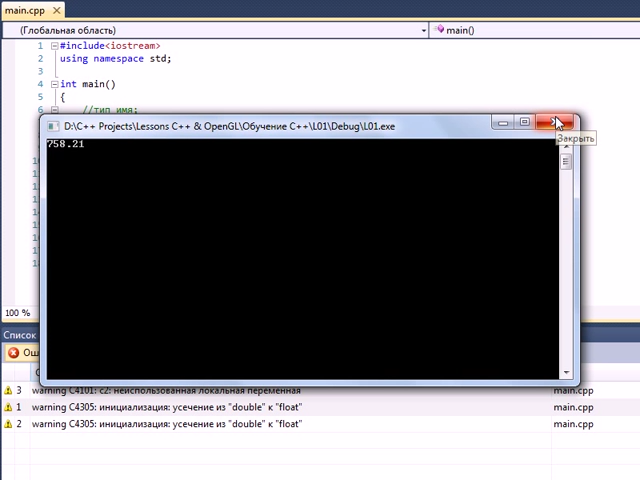 main.cpp
(Глобальная область)
main()
1 #include<iostream>
2 using namespace std;
3
4 int main()
5 {
6 //тип имя;
D:\C++ Projects\Lessons C++ & OpenGL\Обучение C++\L01\Debug\L01.exe
Закрыть
758.21
100 %
Список
3 warning C4101: c2: неиспользованная локальная переменная main.cpp
1 warning C4305: инициализация: усечение из "double" к "float" main.cpp
2 warning C4305: инициализация: усечение из "double" к "float" main.cpp